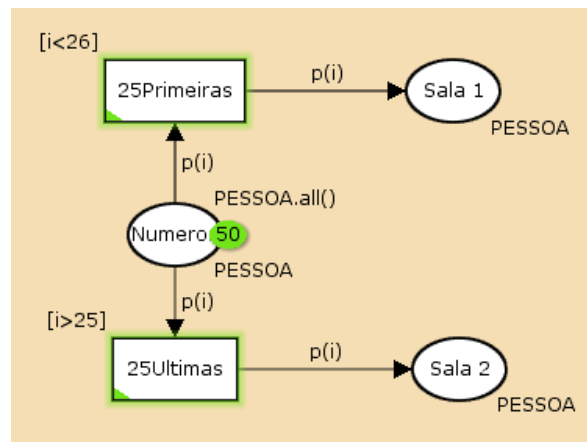 [i<26]
25Primeiras
p(i)
Sala 1
PESSOA
p(i)
PESSOA.all()
Numero 50
PESSOA
p(i)
[i>25]
25Ultimas
p(i)
Sala 2
PESSOA